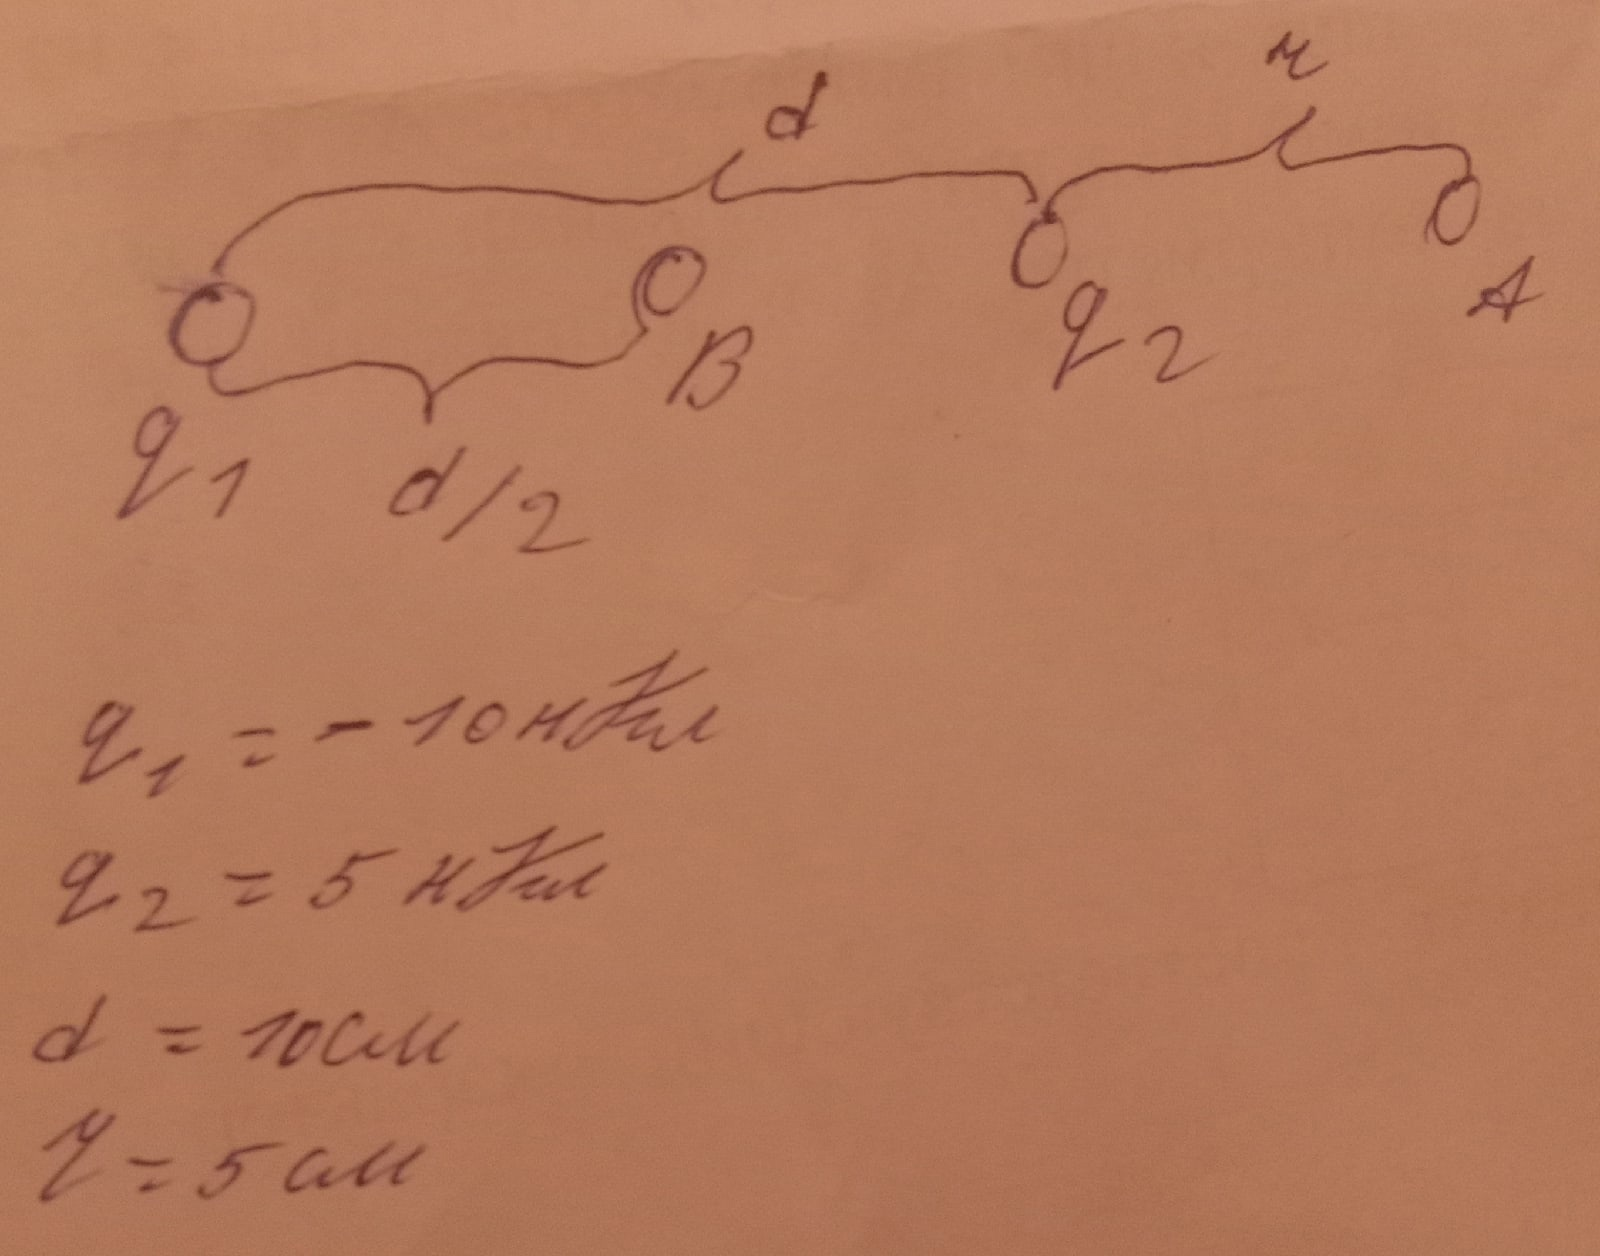 d
r
B
q2
A
q1
d/2
q1 = - 10 нКл
q2 = 5 нКл
d = 10 см
r = 5 см